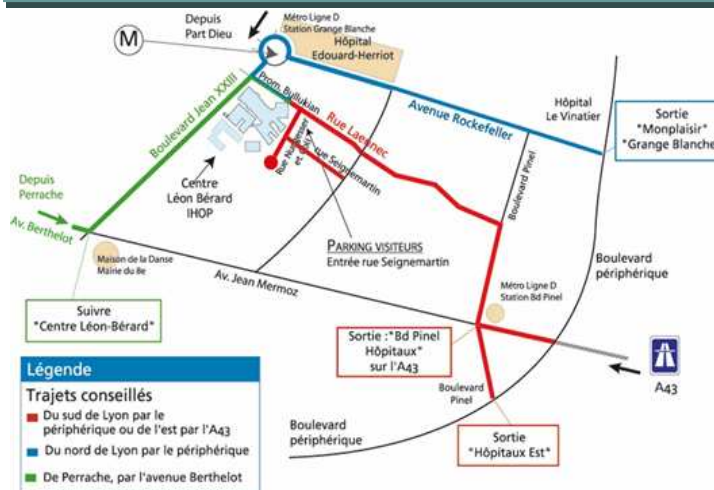 Depuis
Part Dieu
M
Métro Ligne D
Station Grange Blanche
Hôpital
Edouard-Herriot
Boulevard Jean XXIII
Prom. Bullukian
Rue Laennec
Avenue Rockefeller
Hôpital
Le Vinatier
Sortie
"Monplaisir"
"Grange Blanche"
rue Seignemartin
Boulevard Pinel
Centre
Léon Bérard
IHOP
Depuis
Perrache
Av. Berthelot
PARKING VISITEURS
Entrée rue Seignemartin
Maison de la Danse
Mairie du 8e
Av. Jean Mermoz
Métro Ligne D
Station Bd Pinel
Boulevard
périphérique
Suivre
"Centre Léon-Bérard"
Sortie :"Bd Pinel
Hôpitaux"
sur l'A43
A43
Boulevard
Pinel
Boulevard
périphérique
Sortie
"Hôpitaux Est"
Légende
Trajets conseillés
Du sud de Lyon par le
périphérique ou de l'est par l'A43
Du nord de Lyon par le périphérique
De Perrache, par l'avenue Berthelot